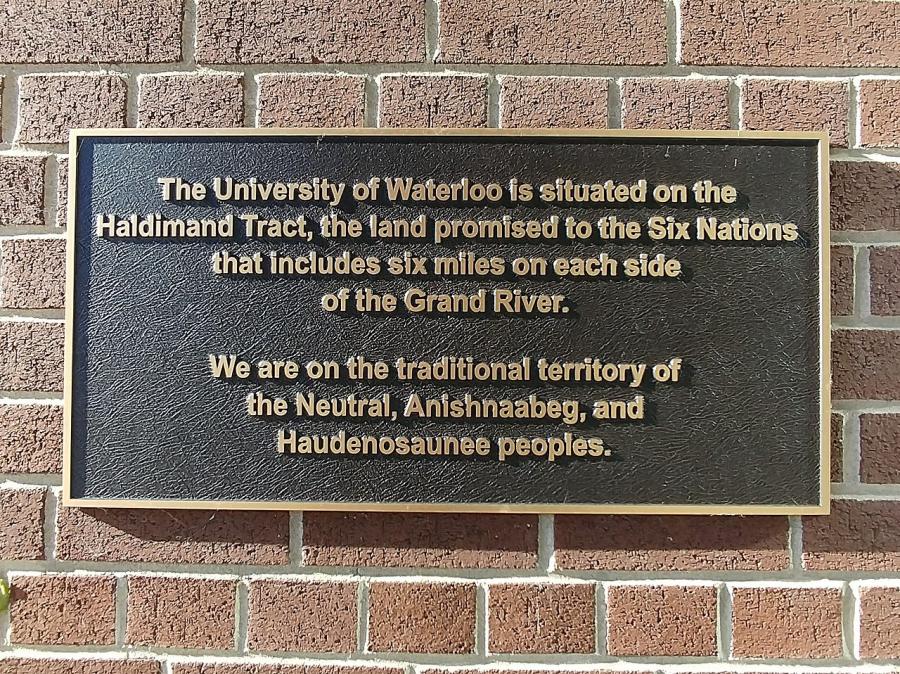 The University of Waterloo is situated on the
Haldimand Tract, the land promised to the Six Nations
that includes six miles on each side
of the Grand River.
We are on the traditional territory of
the Neutral, Anishnaabeg, and
Haudenosaunee peoples.